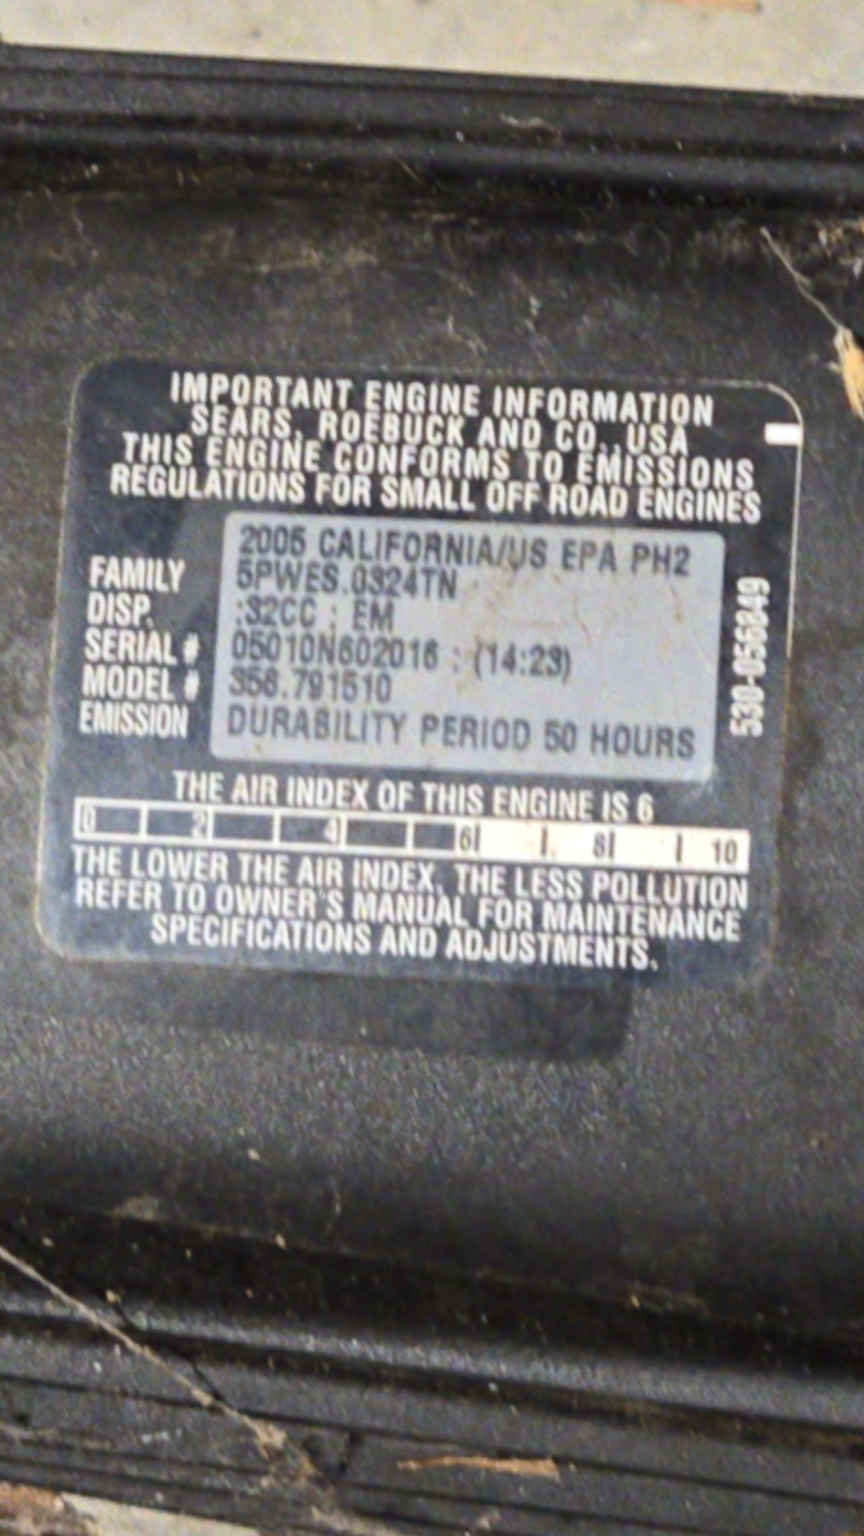 IMPORTANT ENGINE INFORMATION
SEARS, ROEBUCK AND CO., USA
THIS ENGINE CONFORMS TO EMISSIONS
REGULATIONS FOR SMALL OFF ROAD ENGINES
2005 CALIFORNIA/US EPA PH2
FAMILY 5PWES.0324TN
DISP. :32CC : EM
SERIAL # 05010N602016 : (14:23)
MODEL # 358.791510
EMISSION DURABILITY PERIOD 50 HOURS
530-056849
THE AIR INDEX OF THIS ENGINE IS 6
0 2 4 6 8 10
THE LOWER THE AIR INDEX, THE LESS POLLUTION
REFER TO OWNER'S MANUAL FOR MAINTENANCE
SPECIFICATIONS AND ADJUSTMENTS.